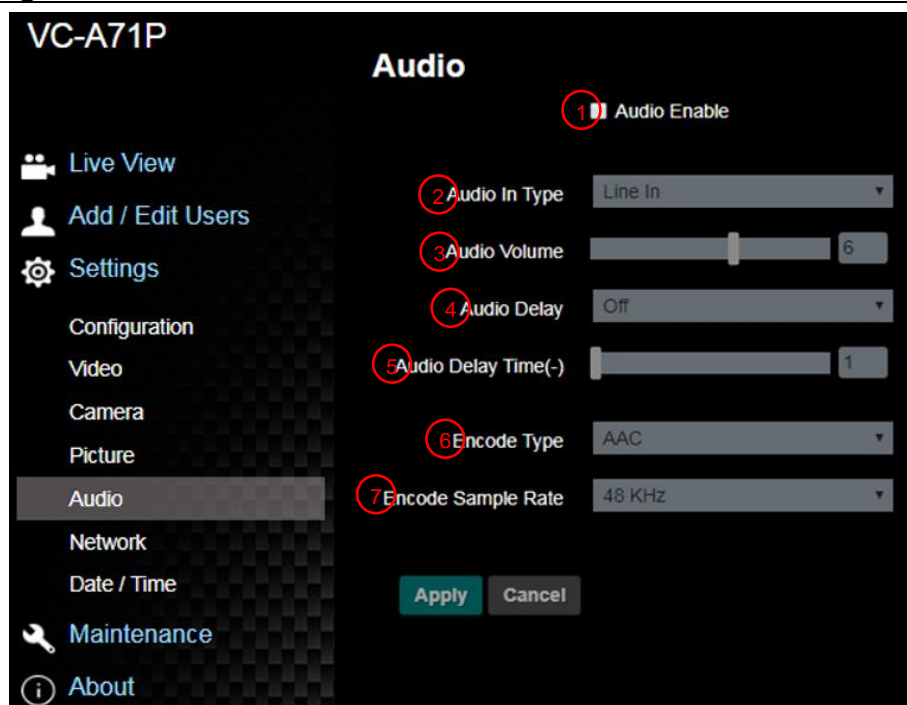 VC-A71P
Live View
Add / Edit Users
Settings
Configuration
Video
Camera
Picture
Audio
Network
Date / Time
Maintenance
About
Audio
1 Audio Enable
2 Audio In Type Line In
3 Audio Volume 6
4 Audio Delay Off
5 Audio Delay Time(-) 1
6 Encode Type AAC
7 Encode Sample Rate 48 KHz
Apply Cancel